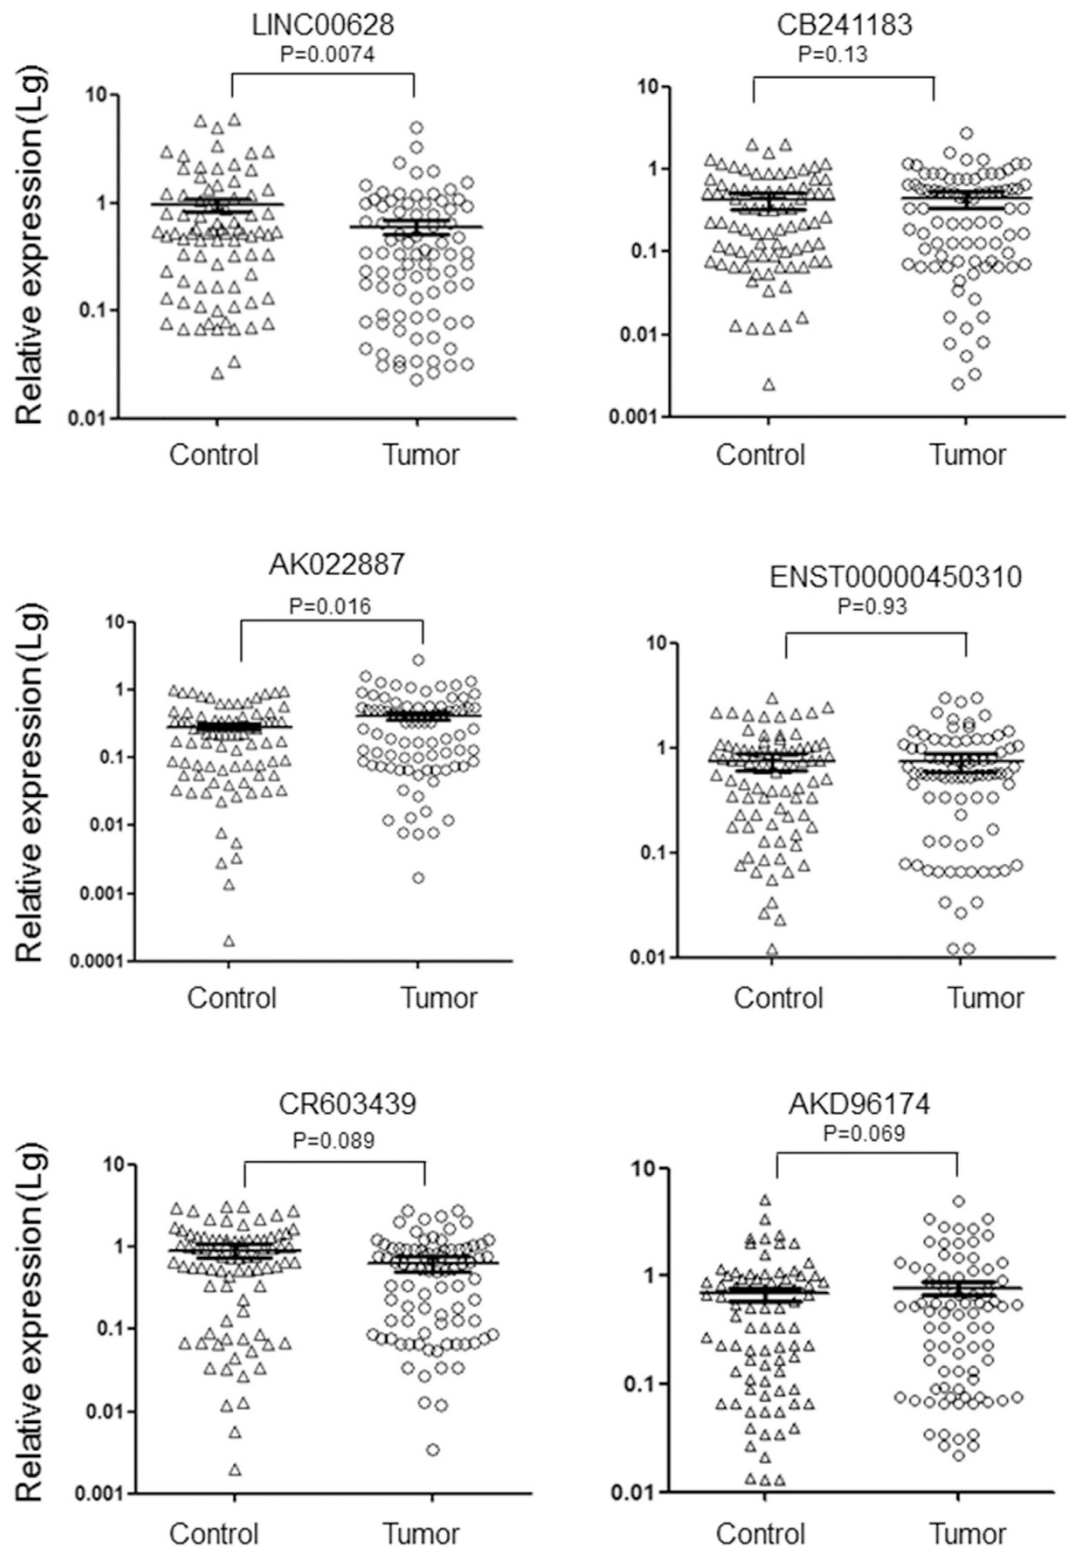 LINC00628
P=0.0074
Relative expression (Lg)
10
1
0.1
0.01
Control
Tumor
CB241183
P=0.13
10
1
0.1
0.01
0.001
Control
Tumor
AK022887
P=0.016
Relative expression (Lg)
10
1
0.1
0.01
0.001
0.0001
Control
Tumor
ENST00000450310
P=0.93
10
1
0.1
0.01
Control
Tumor
CR603439
P=0.089
Relative expression (Lg)
10
1
0.1
0.01
0.001
Control
Tumor
AKD96174
P=0.069
10
1
0.1
0.01
Control
Tumor